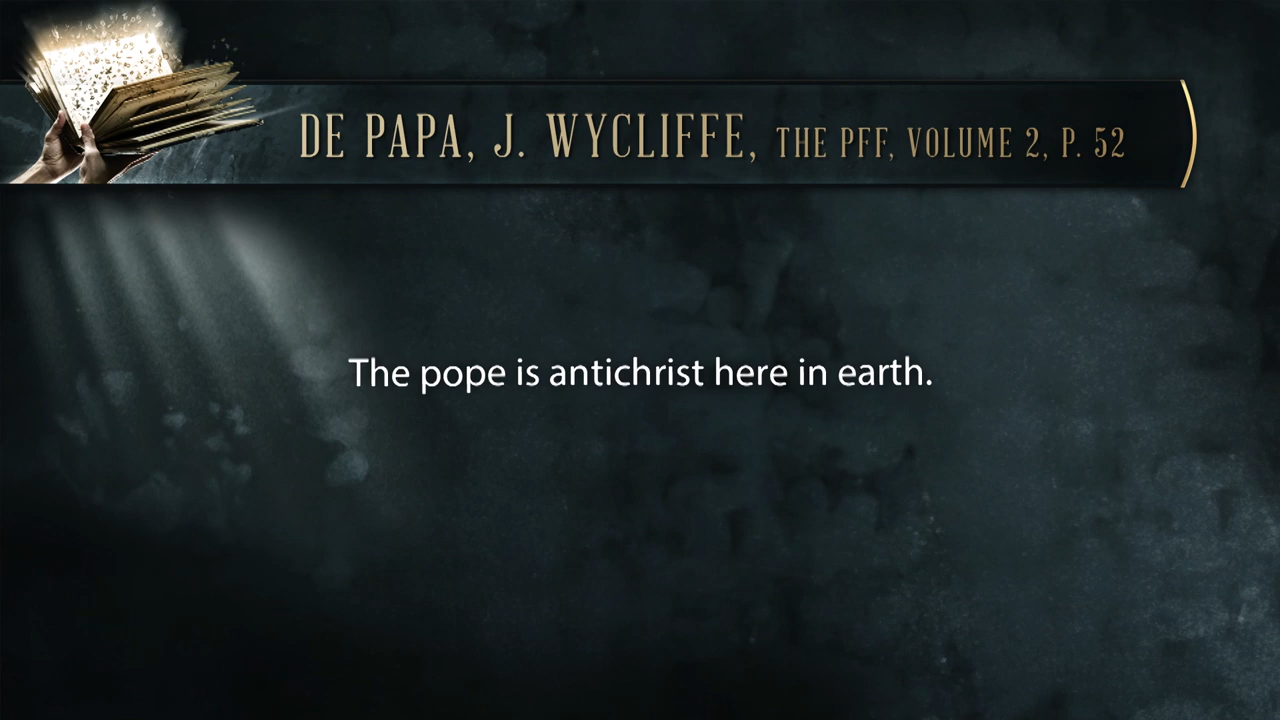 DE PAPA, J. WYCLIFFE, THE PFF, VOLUME 2, P. 52
The pope is antichrist here in earth.